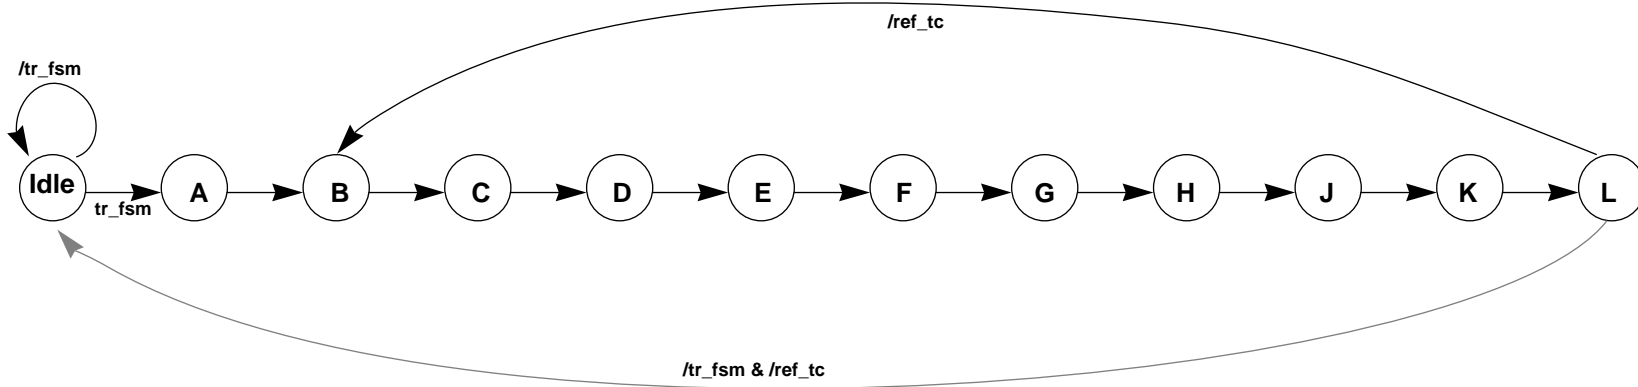 /ref_tc
/tr_fsm
Idle
A
B
C
D
E
F
G
H
J
K
L
tr_fsm
/tr_fsm & /ref_tc